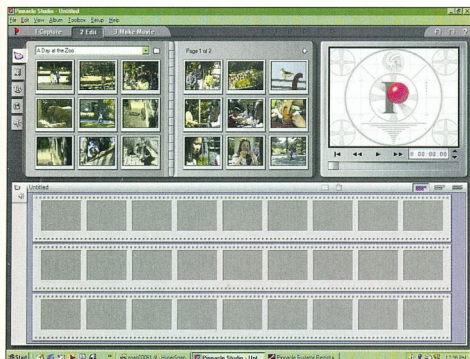 Pinnacle Studio - Untitled
File Edit View Album Toolbox Setup Help
1 Capture 2 Edit 3 Make Movie
A Day at the Zoo
Page 1 of 2
0:00:00.00
Untitled
Start
Pinnacle Studio - Unt...
Pinnacle Systems Registra...